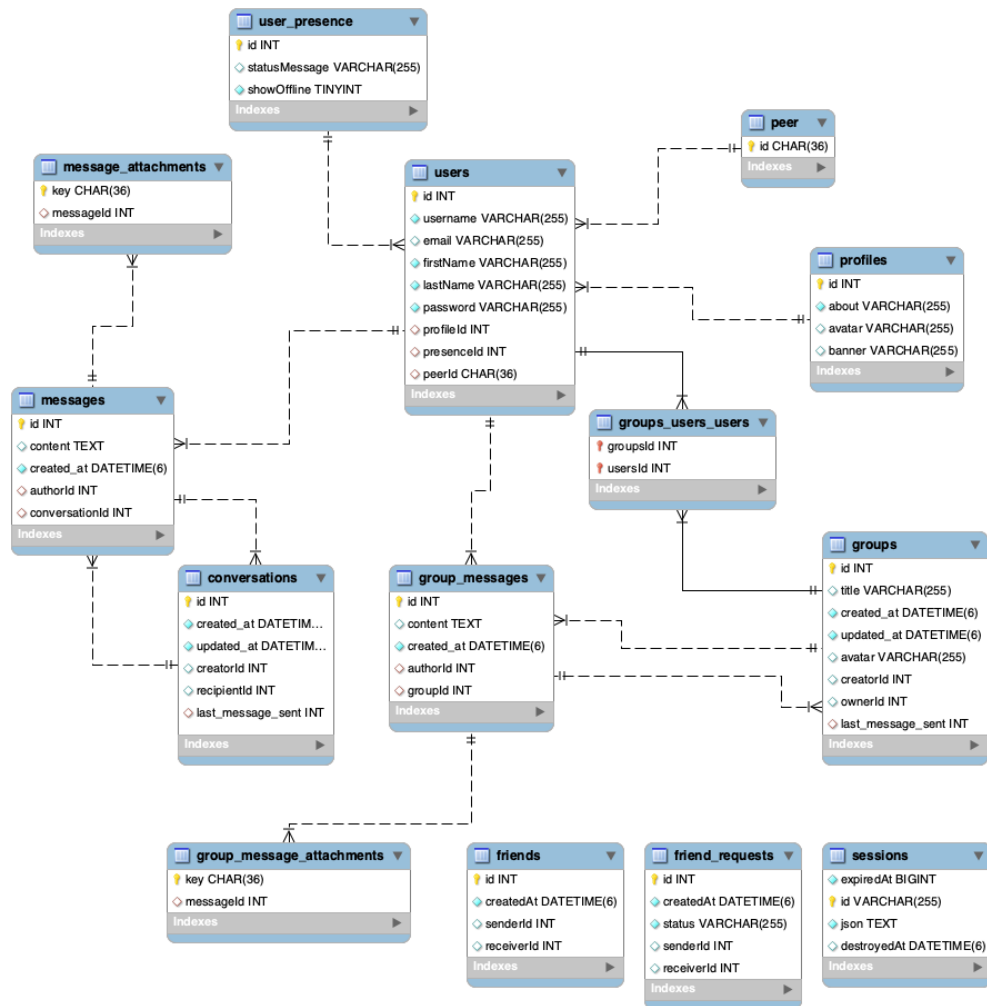 user_presence
id INT
statusMessage VARCHAR(255)
showOffline TINYINT
Indexes
peer
id CHAR(36)
Indexes
message_attachments
key CHAR(36)
messageId INT
Indexes
users
id INT
username VARCHAR(255)
email VARCHAR(255)
firstName VARCHAR(255)
lastName VARCHAR(255)
password VARCHAR(255)
profileId INT
presenceId INT
peerId CHAR(36)
Indexes
profiles
id INT
about VARCHAR(255)
avatar VARCHAR(255)
banner VARCHAR(255)
Indexes
messages
id INT
content TEXT
created_at DATETIME(6)
authorId INT
conversationId INT
Indexes
groups_users_users
groupsId INT
usersId INT
Indexes
conversations
id INT
created_at DATETIM...
updated_at DATETIM...
creatorId INT
recipientId INT
last_message_sent INT
Indexes
group_messages
id INT
content TEXT
created_at DATETIME(6)
authorId INT
groupId INT
Indexes
groups
id INT
title VARCHAR(255)
created_at DATETIME(6)
updated_at DATETIME(6)
avatar VARCHAR(255)
creatorId INT
ownerId INT
last_message_sent INT
Indexes
group_message_attachments
key CHAR(36)
messageId INT
Indexes
friends
id INT
createdAt DATETIME(6)
senderId INT
receiverId INT
Indexes
friend_requests
id INT
createdAt DATETIME(6)
status VARCHAR(255)
senderId INT
receiverId INT
Indexes
sessions
expiredAt BIGINT
id VARCHAR(255)
json TEXT
destroyedAt DATETIME(6)
Indexes